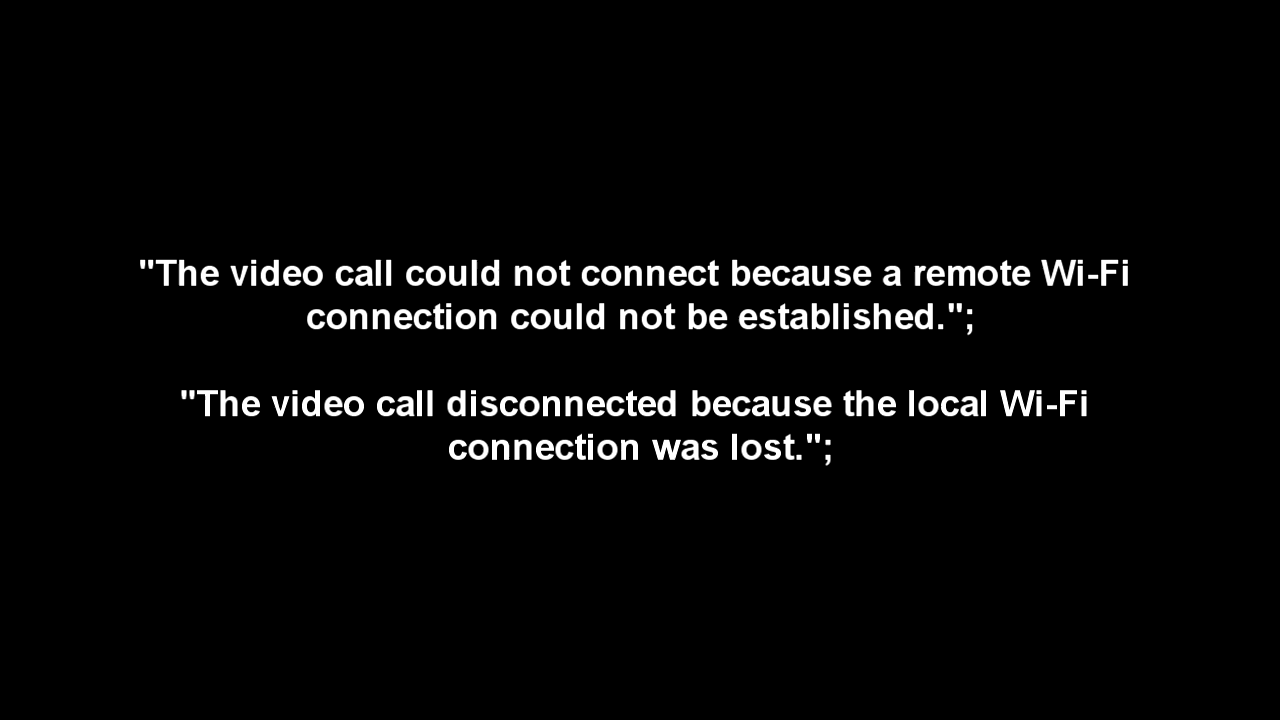 "The video call could not connect because a remote Wi-Fi
connection could not be established.";
"The video call disconnected because the local Wi-Fi
connection was lost.";